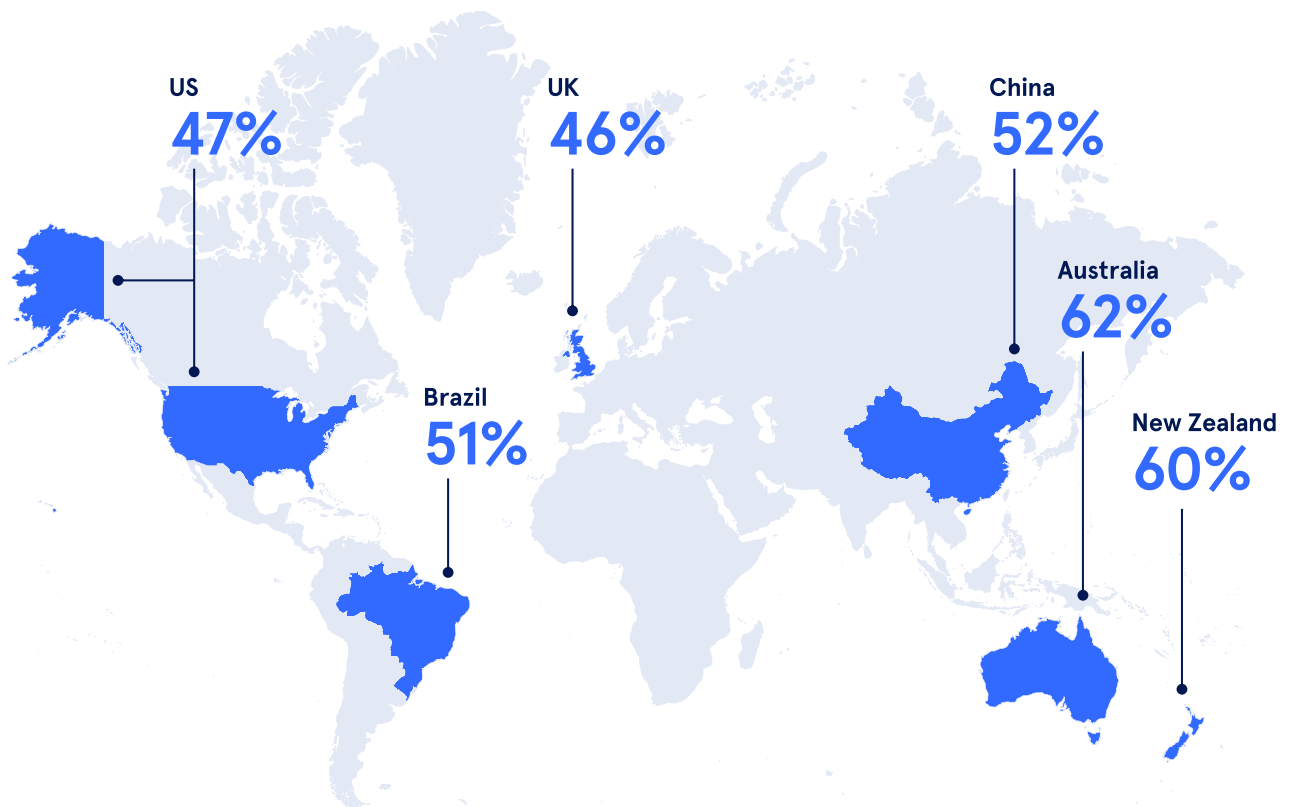 US
47%
UK
46%
China
52%
Australia
62%
Brazil
51%
New Zealand
60%